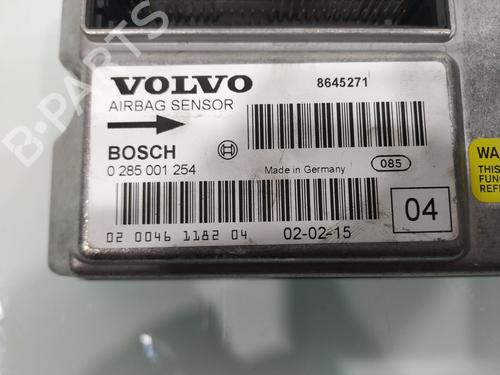 B-PARTS
VOLVO
8645271
AIRBAG SENSOR
BOSCH
0 285 001 254
Made in Germany
085
02 0046 1182 04
02-02-15
04
WA
THIS
FUNC
REFE